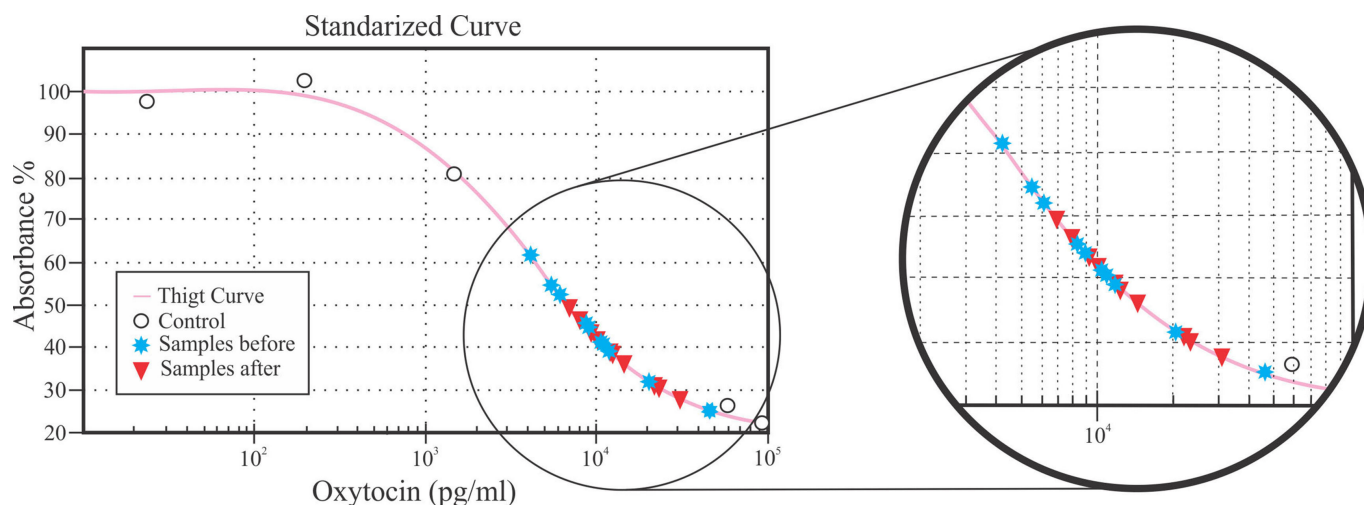 Standarized Curve
Absorbance %
100
90
80
70
60
50
40
30
20
Thigt Curve
Control
Samples before
Samples after
10²
10³
10⁴
10⁵
Oxytocin (pg/ml)
10⁴